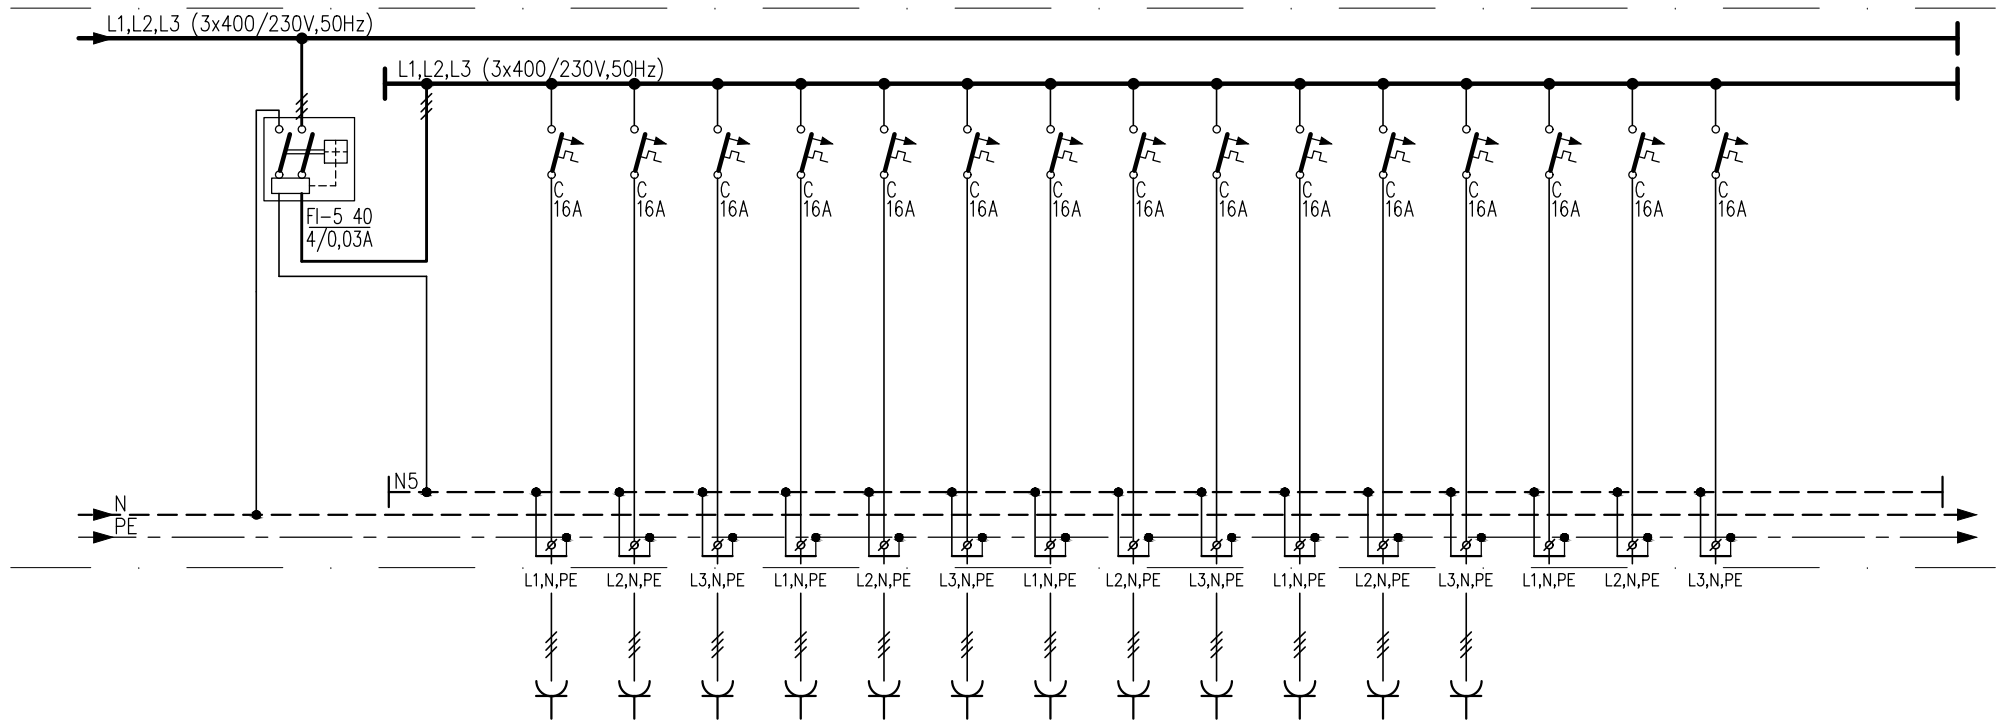 L1,L2,L3 (3x400/230V,50Hz)
L1,L2,L3 (3x400/230V,50Hz)
C C C C C C C C C C C C C C C
16A 16A 16A 16A 16A 16A 16A 16A 16A 16A 16A 16A 16A 16A 16A
FI-5 40
4/0,03A
N5
N
PE
L1,N,PE L2,N,PE L3,N,PE L1,N,PE L2,N,PE L3,N,PE L1,N,PE L2,N,PE L3,N,PE L1,N,PE L2,N,PE L3,N,PE L1,N,PE L2,N,PE L3,N,PE